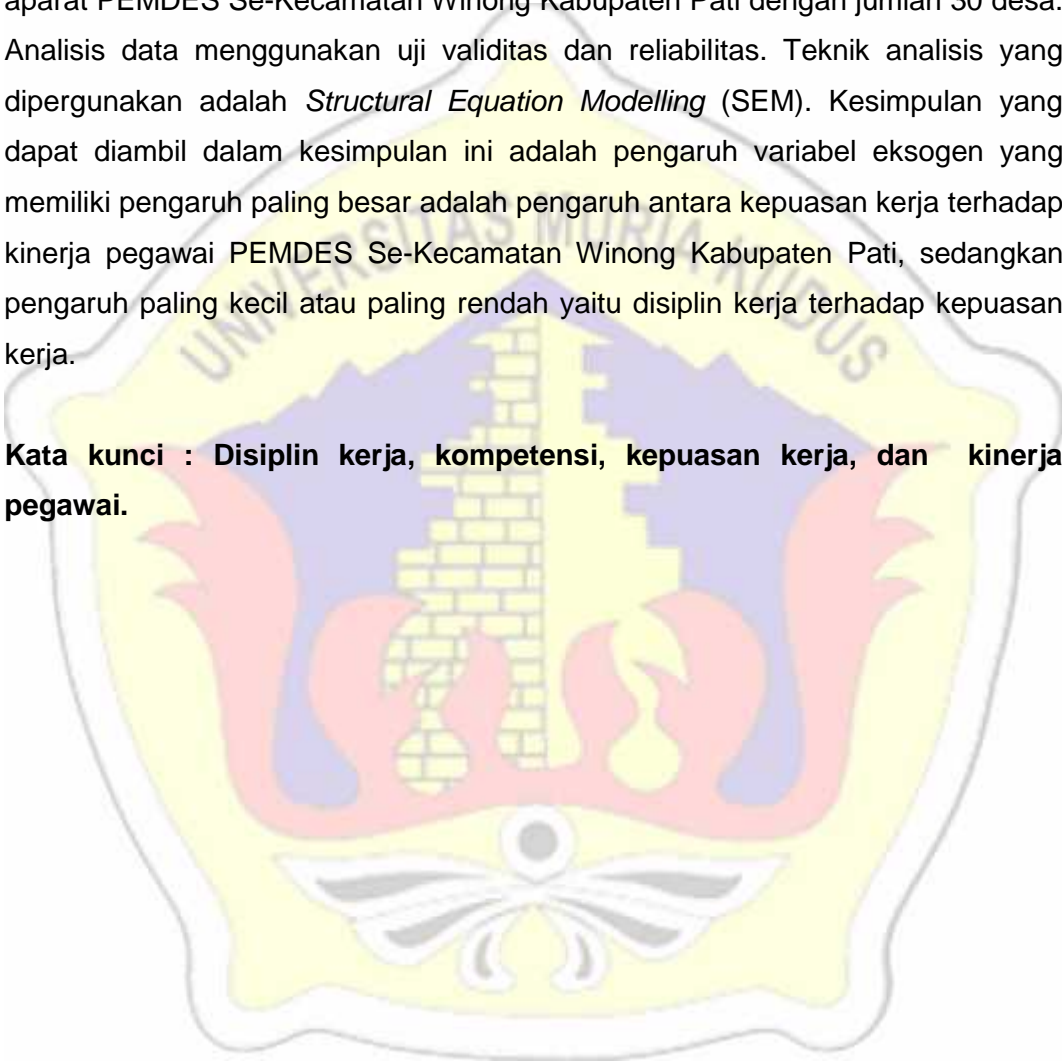 aparat PEMDES Se-Kecamatan Winong Kabupaten Pati dengan jumlah 30 desa.
Analisis data menggunakan uji validitas dan reliabilitas. Teknik analisis yang
dipergunakan adalah Structural Equation Modelling (SEM). Kesimpulan yang
dapat diambil dalam kesimpulan ini adalah pengaruh variabel eksogen yang
memiliki pengaruh paling besar adalah pengaruh antara kepuasan kerja terhadap
kinerja pegawai PEMDES Se-Kecamatan Winong Kabupaten Pati, sedangkan
pengaruh paling kecil atau paling rendah yaitu disiplin kerja terhadap kepuasan
kerja.
Kata kunci : Disiplin kerja, kompetensi, kepuasan kerja, dan kinerja
pegawai.
UNIVERSITAS MURIA KUDUS